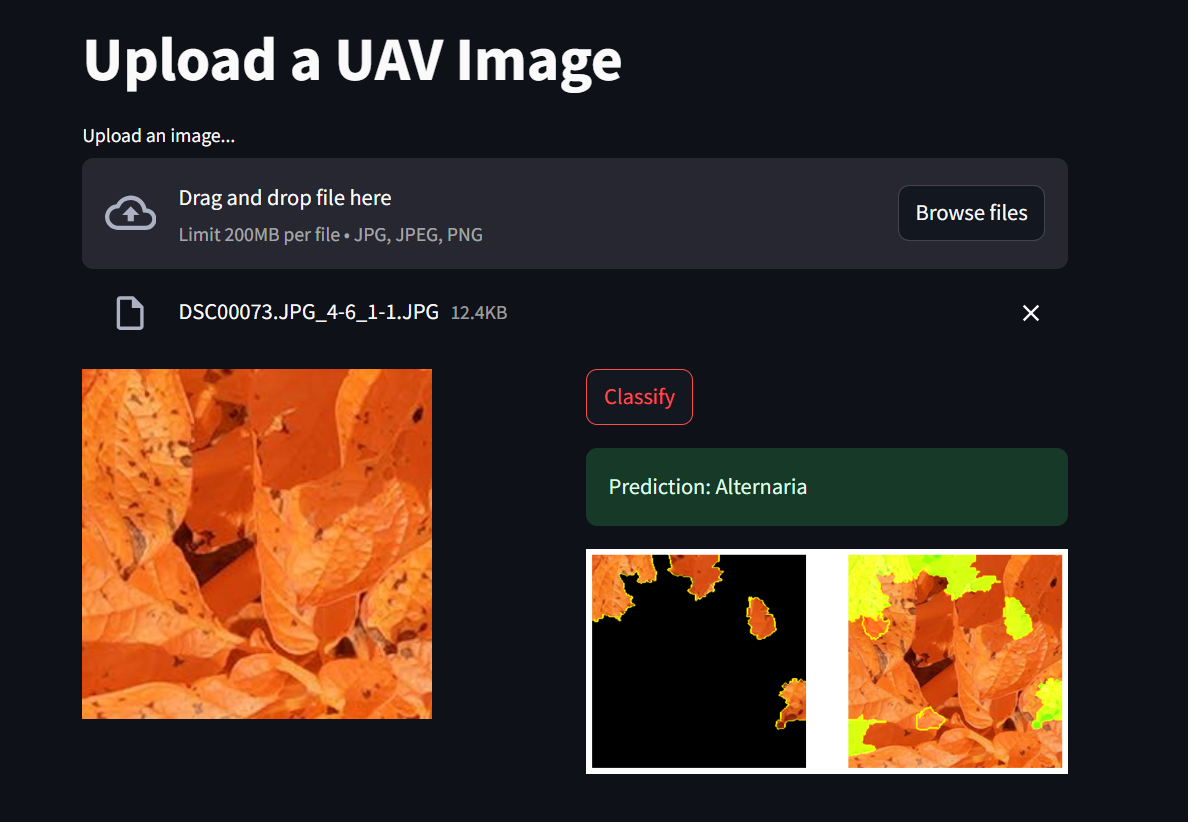 Upload a UAV Image
Upload an image...
Drag and drop file here
Limit 200MB per file • JPG, JPEG, PNG
Browse files
DSC00073.JPG_4-6_1-1.JPG 12.4KB
Classify
Prediction: Alternaria